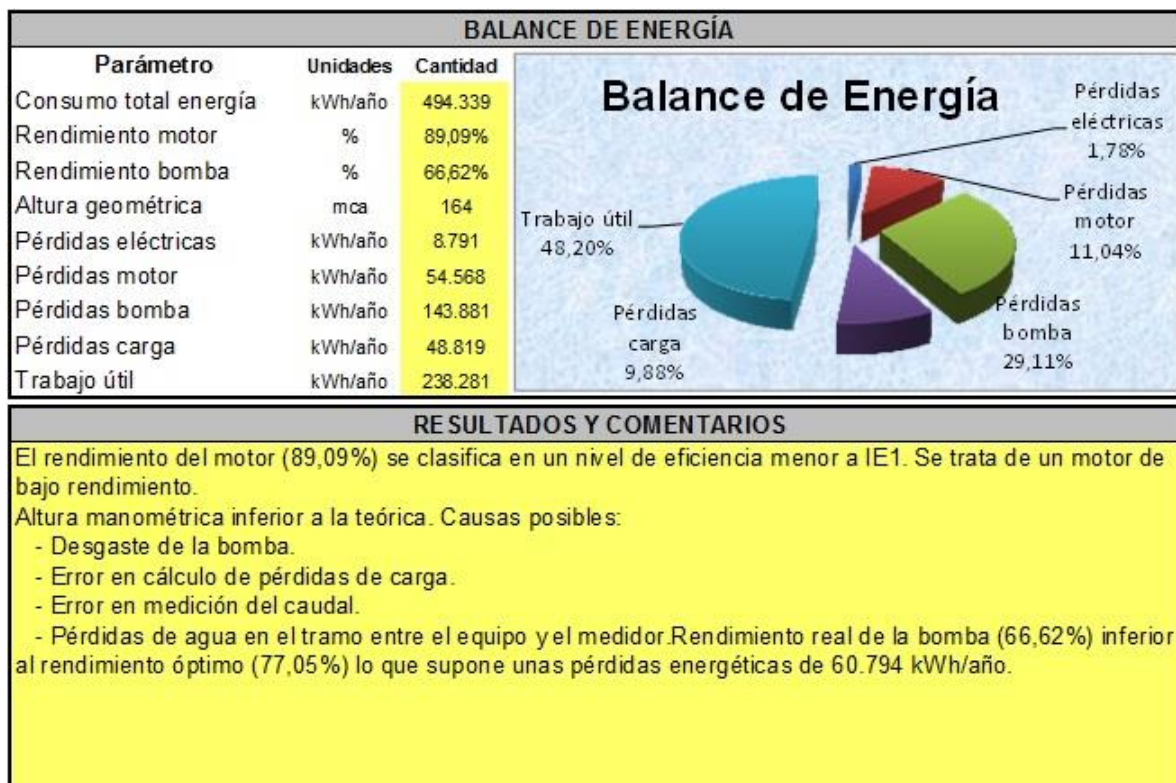 BALANCE DE ENERGÍA
Parámetro Unidades Cantidad
Consumo total energía kWh/año 494.339
Rendimiento motor % 89,09%
Rendimiento bomba % 66,62%
Altura geométrica mca 164
Pérdidas eléctricas kWh/año 8.791
Pérdidas motor kWh/año 54.568
Pérdidas bomba kWh/año 143.881
Pérdidas carga kWh/año 48.819
Trabajo útil kWh/año 238.281
Balance de Energía
Pérdidas
eléctricas
1,78%
Pérdidas
motor
11,04%
Pérdidas
bomba
29,11%
Pérdidas
carga
9,88%
Trabajo útil
48,20%
RESULTADOS Y COMENTARIOS
El rendimiento del motor (89,09%) se clasifica en un nivel de eficiencia menor a IE1. Se trata de un motor de
bajo rendimiento.
Altura manométrica inferior a la teórica. Causas posibles:
- Desgaste de la bomba.
- Error en cálculo de pérdidas de carga.
- Error en medición del caudal.
- Pérdidas de agua en el tramo entre el equipo y el medidor.Rendimiento real de la bomba (66,62%) inferior
al rendimiento óptimo (77,05%) lo que supone unas pérdidas energéticas de 60.794 kWh/año.